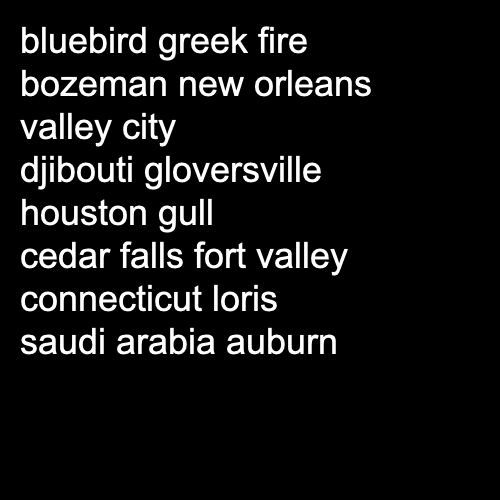 bluebird greek fire
bozeman new orleans
valley city
djibouti gloversville
houston gull
cedar falls fort valley
connecticut loris
saudi arabia auburn